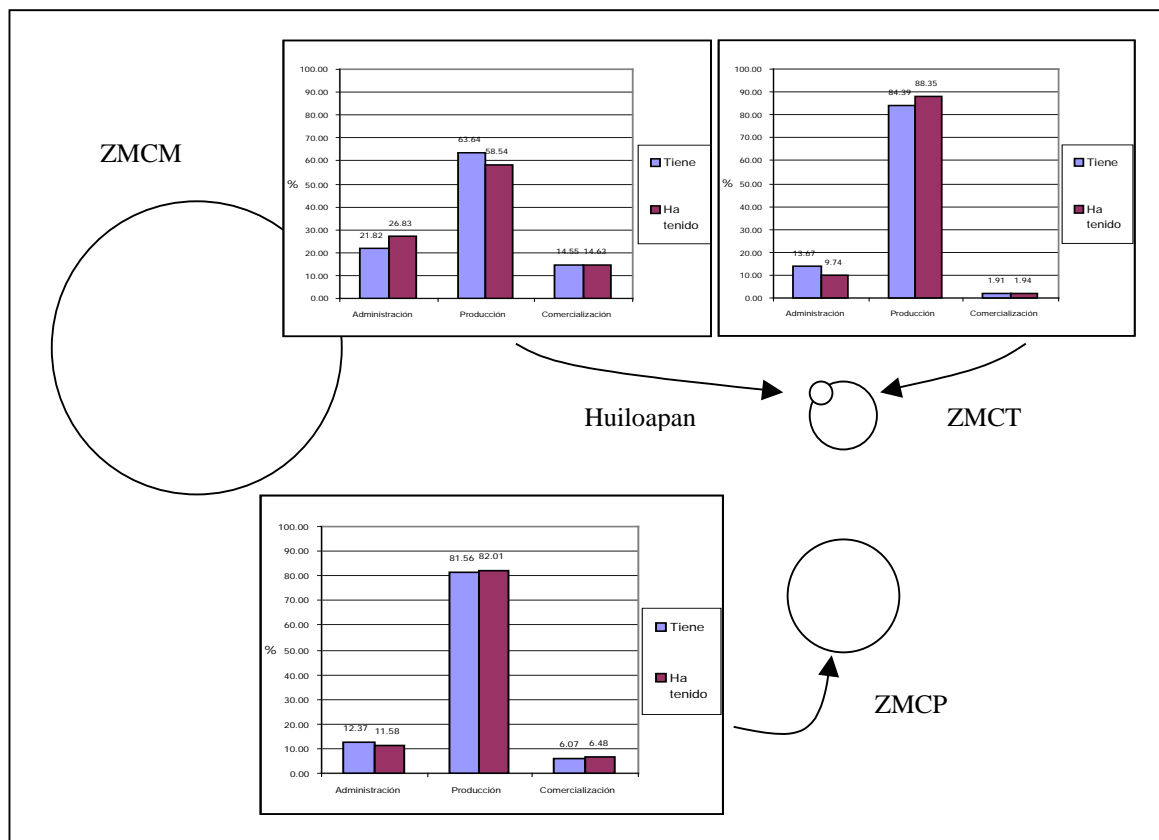 ZMCM
100.00
90.00
80.00
70.00
60.00
50.00
40.00
30.00
20.00
10.00
0.00
%
21.82
26.83
63.64
58.54
14.55
14.63
Administración
Producción
Comercialización
Tiene
Ha
tenido
100.00
90.00
80.00
70.00
60.00
50.00
40.00
30.00
20.00
10.00
0.00
%
13.67
9.74
84.39
88.35
1.91
1.94
Administración
Producción
Comercialización
Tiene
Ha
tenido
Huiloapan
ZMCT
100.00
90.00
80.00
70.00
60.00
50.00
40.00
30.00
20.00
10.00
0.00
%
12.37
11.58
81.56
82.01
6.07
6.48
Administración
Producción
Comercialización
Tiene
Ha
tenido
ZMCP